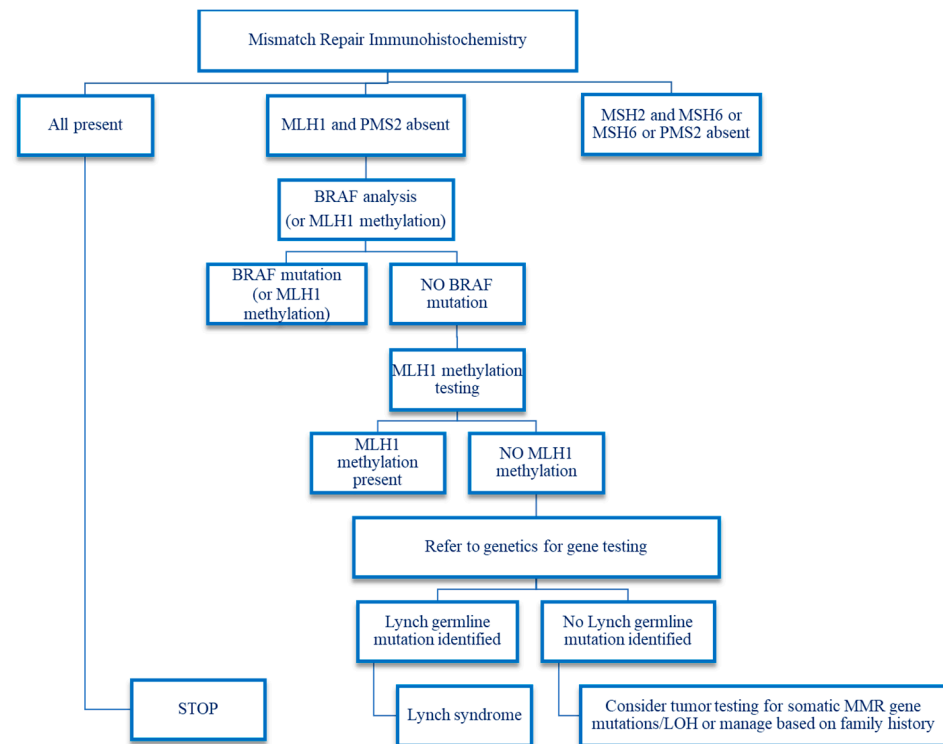 Mismatch Repair Immunohistochemistry
All present
MLH1 and PMS2 absent
MSH2 and MSH6 or
MSH6 or PMS2 absent
BRAF analysis
(or MLH1 methylation)
BRAF mutation
(or MLH1
methylation)
NO BRAF
mutation
MLH1 methylation
testing
MLH1
methylation
present
NO MLH1
methylation
Refer to genetics for gene testing
Lynch germline
mutation identified
No Lynch germline
mutation identified
STOP
Lynch syndrome
Consider tumor testing for somatic MMR gene
mutations/LOH or manage based on family history